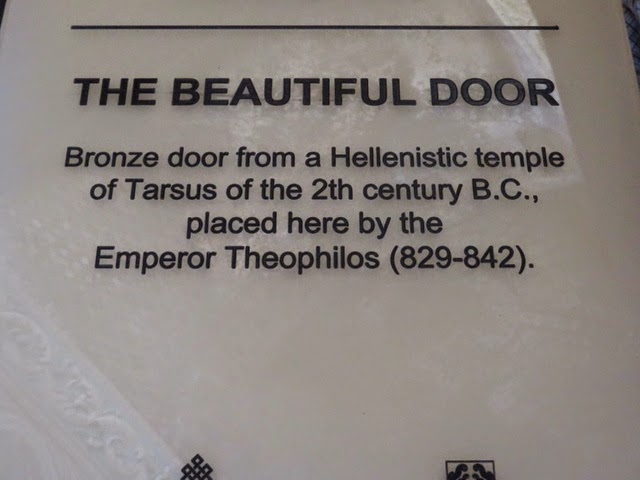 THE BEAUTIFUL DOOR
Bronze door from a Hellenistic temple
of Tarsus of the 2th century B.C.,
placed here by the
Emperor Theophilos (829-842).